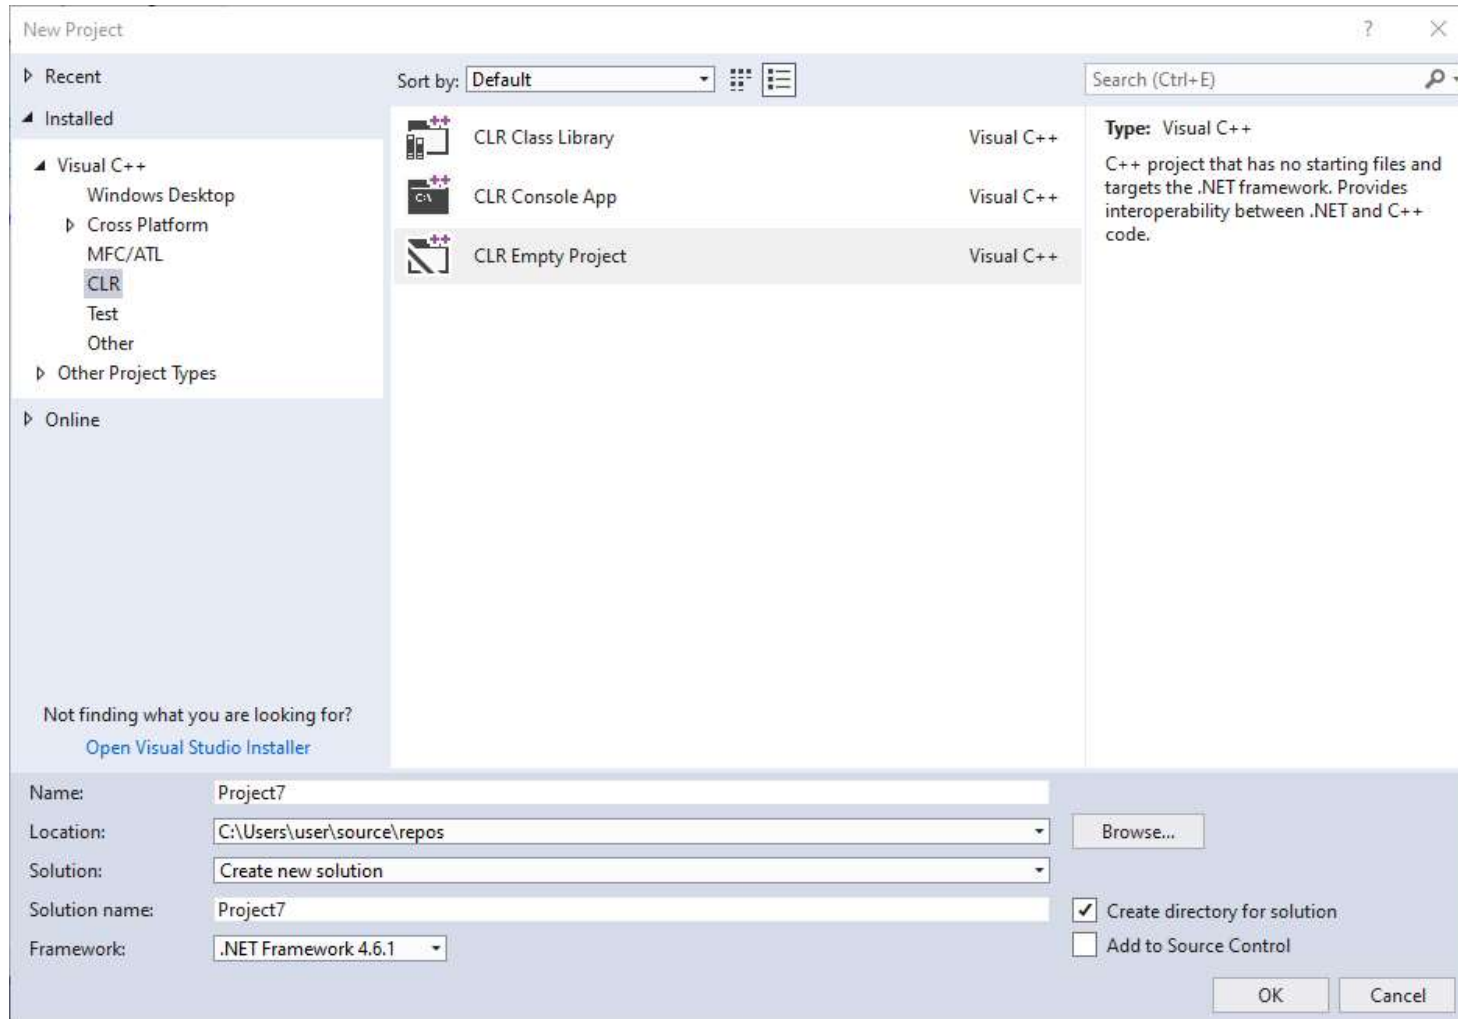 New Project
?
Recent
Installed
Visual C++
Windows Desktop
Cross Platform
MFC/ATL
CLR
Test
Other
Other Project Types
Online
Not finding what you are looking for?
Open Visual Studio Installer
Sort by: Default
CLR Class Library Visual C++
CLR Console App Visual C++
CLR Empty Project Visual C++
Search (Ctrl+E)
Type: Visual C++
C++ project that has no starting files and
targets the .NET framework. Provides
interoperability between .NET and C++
code.
Name: Project7
Location: C:\Users\user\source\repos Browse...
Solution: Create new solution
Solution name: Project7 Create directory for solution
Framework: .NET Framework 4.6.1 Add to Source Control
OK Cancel